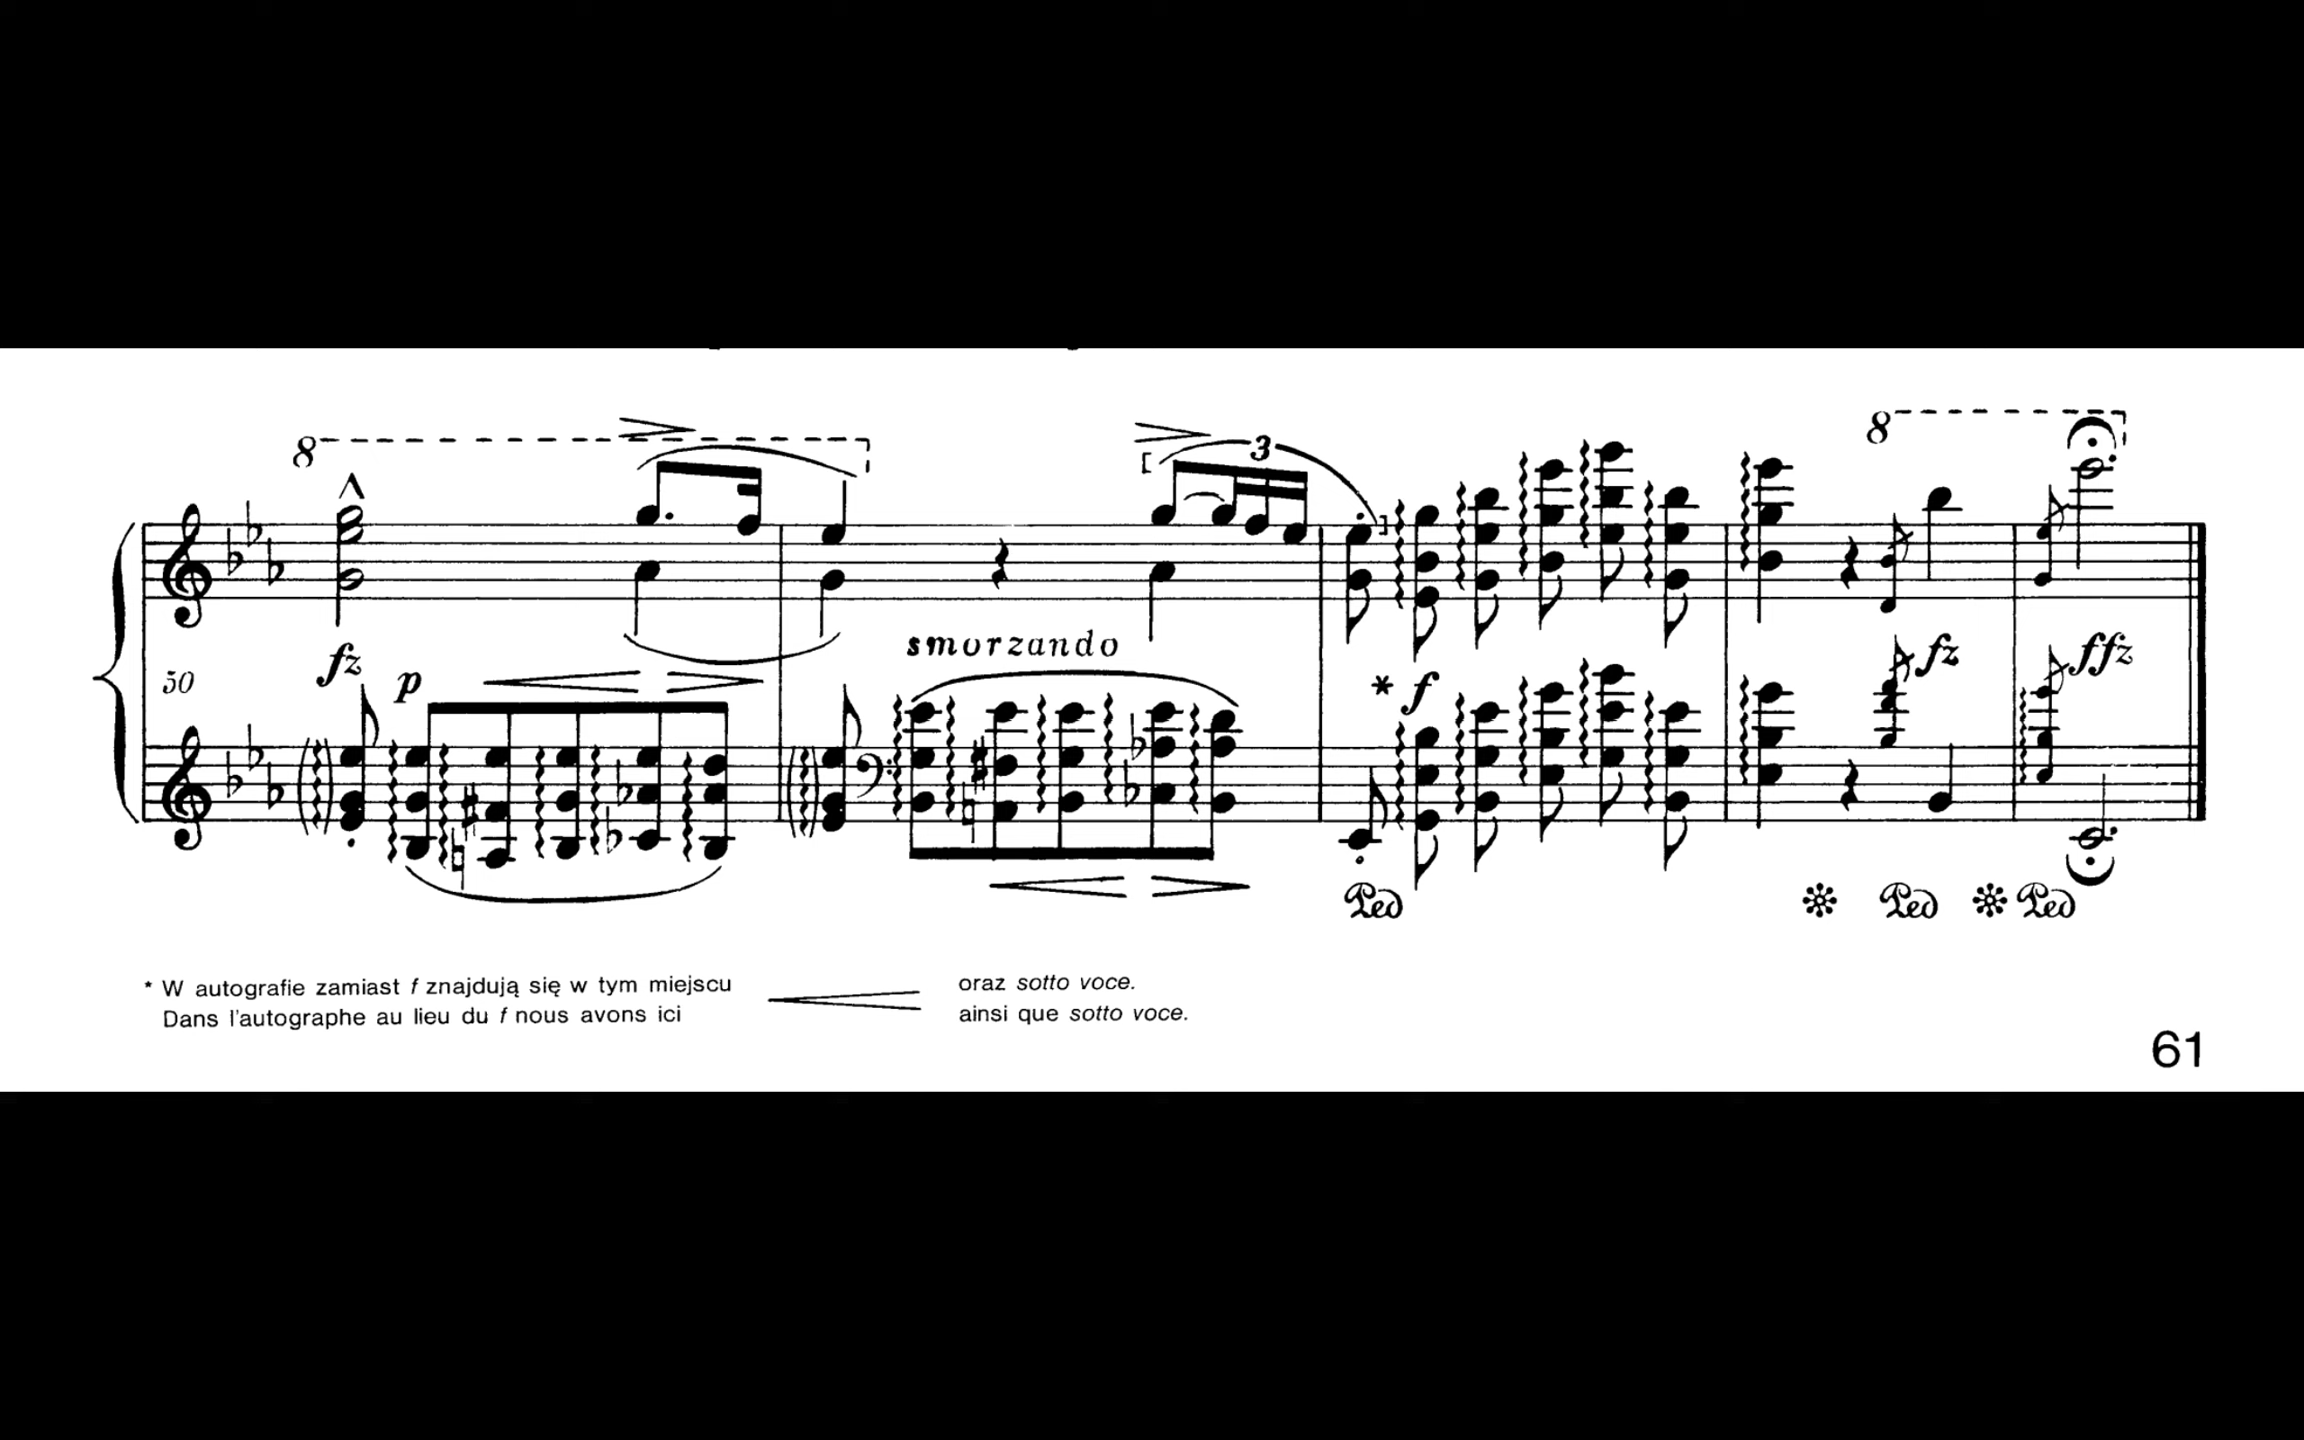 8
3
8
smorzando
fz
p
50
* f
fz
ffz
Ped * Ped * Ped
* W autografie zamiast f znajdują się w tym miejscu oraz sotto voce.
Dans l'autographe au lieu du f nous avons ici ainsi que sotto voce.
61